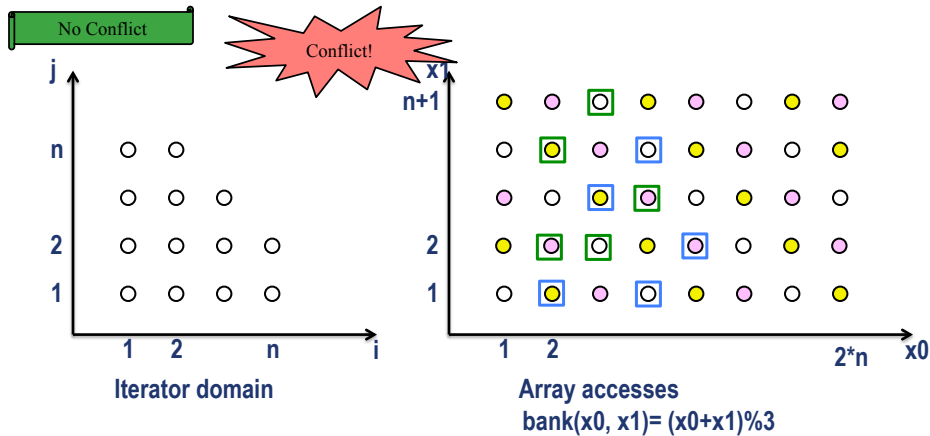 No Conflict
Conflict!
j
n
2
1
1 2 n i
Iterator domain
x1
n+1
n
2
1
1 2 2*n x0
Array accesses
bank(x0, x1)= (x0+x1)%3